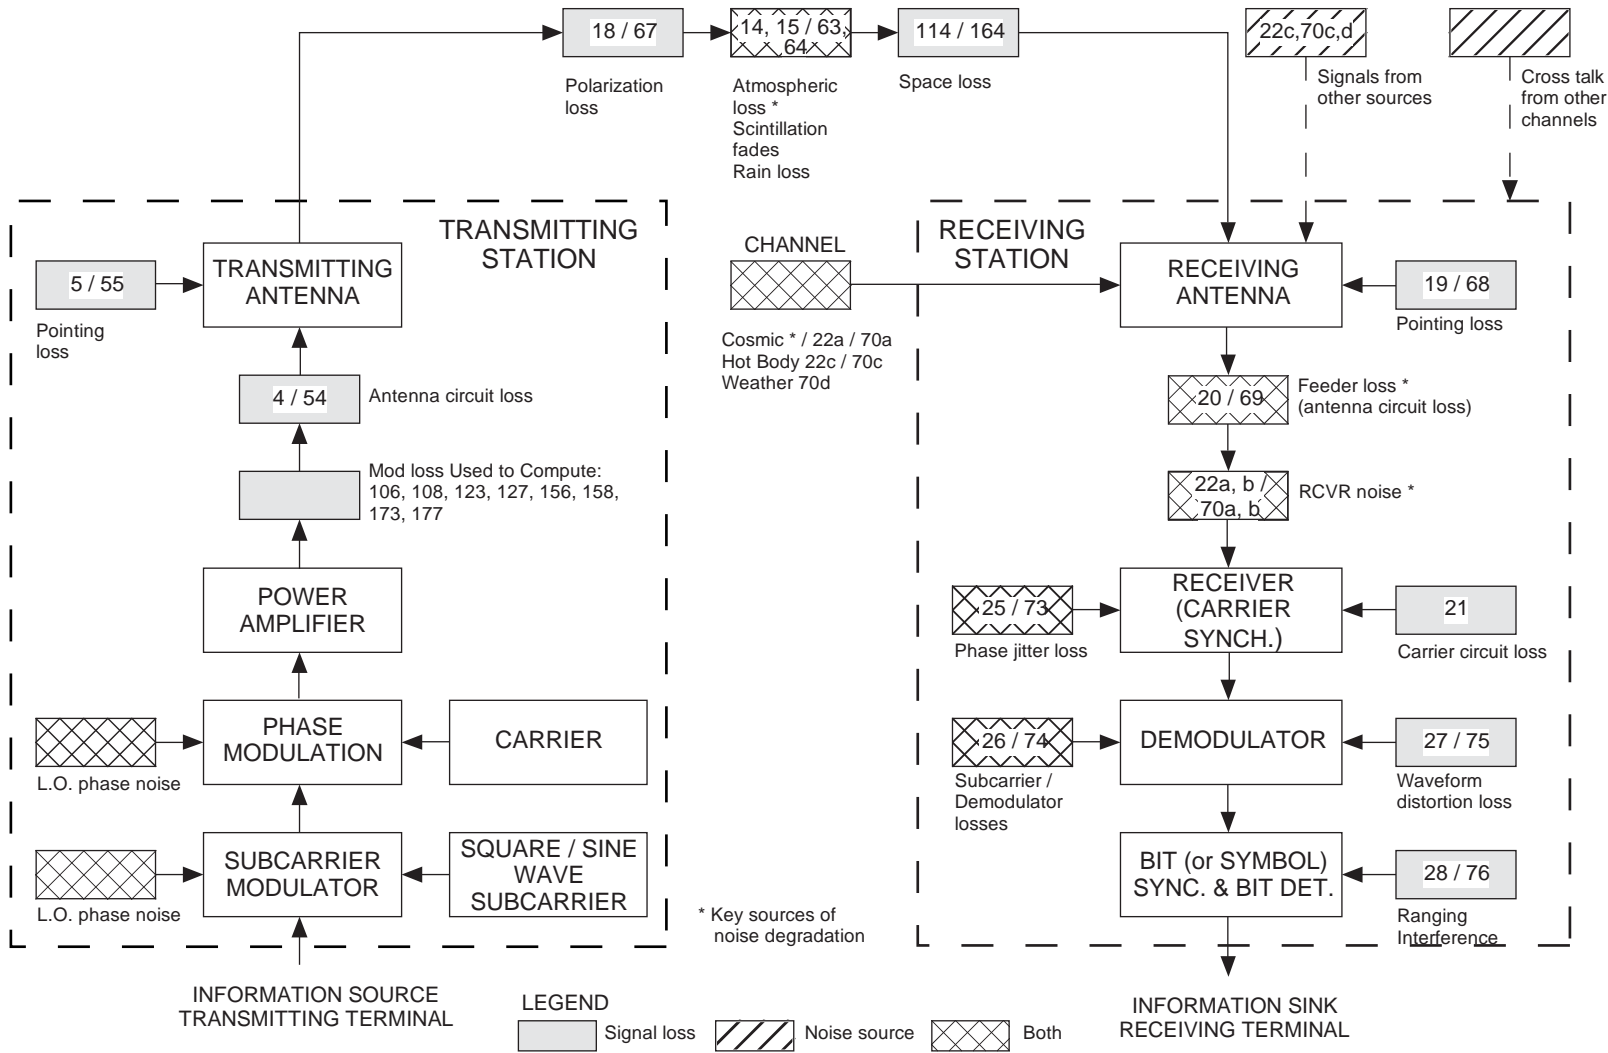 18 / 67
14, 15 / 63,
64
114 / 164
22c,70c,d
Polarization
loss
Atmospheric
loss *
Scintillation
fades
Rain loss
Space loss
Signals from
other sources
Cross talk
from other
channels
TRANSMITTING
STATION
5 / 55
Pointing
loss
TRANSMITTING
ANTENNA
4 / 54
Antenna circuit loss
Mod loss Used to Compute:
106, 108, 123, 127, 156, 158,
173, 177
POWER
AMPLIFIER
PHASE
MODULATION
CARRIER
L.O. phase noise
SUBCARRIER
MODULATOR
SQUARE / SINE
WAVE
SUBCARRIER
L.O. phase noise
INFORMATION SOURCE
TRANSMITTING TERMINAL
CHANNEL
Cosmic * / 22a / 70a
Hot Body 22c / 70c
Weather 70d
* Key sources of
noise degradation
RECEIVING
STATION
RECEIVING
ANTENNA
19 / 68
Pointing loss
20 / 69
Feeder loss *
(antenna circuit loss)
22a, b /
70a, b
RCVR noise *
25 / 73
Phase jitter loss
RECEIVER
(CARRIER
SYNCH.)
21
Carrier circuit loss
26 / 74
Subcarrier /
Demodulator
losses
DEMODULATOR
27 / 75
Waveform
distortion loss
BIT (or SYMBOL)
SYNC. & BIT DET.
28 / 76
Ranging
Interference
INFORMATION SINK
RECEIVING TERMINAL
LEGEND
Signal loss
Noise source
Both